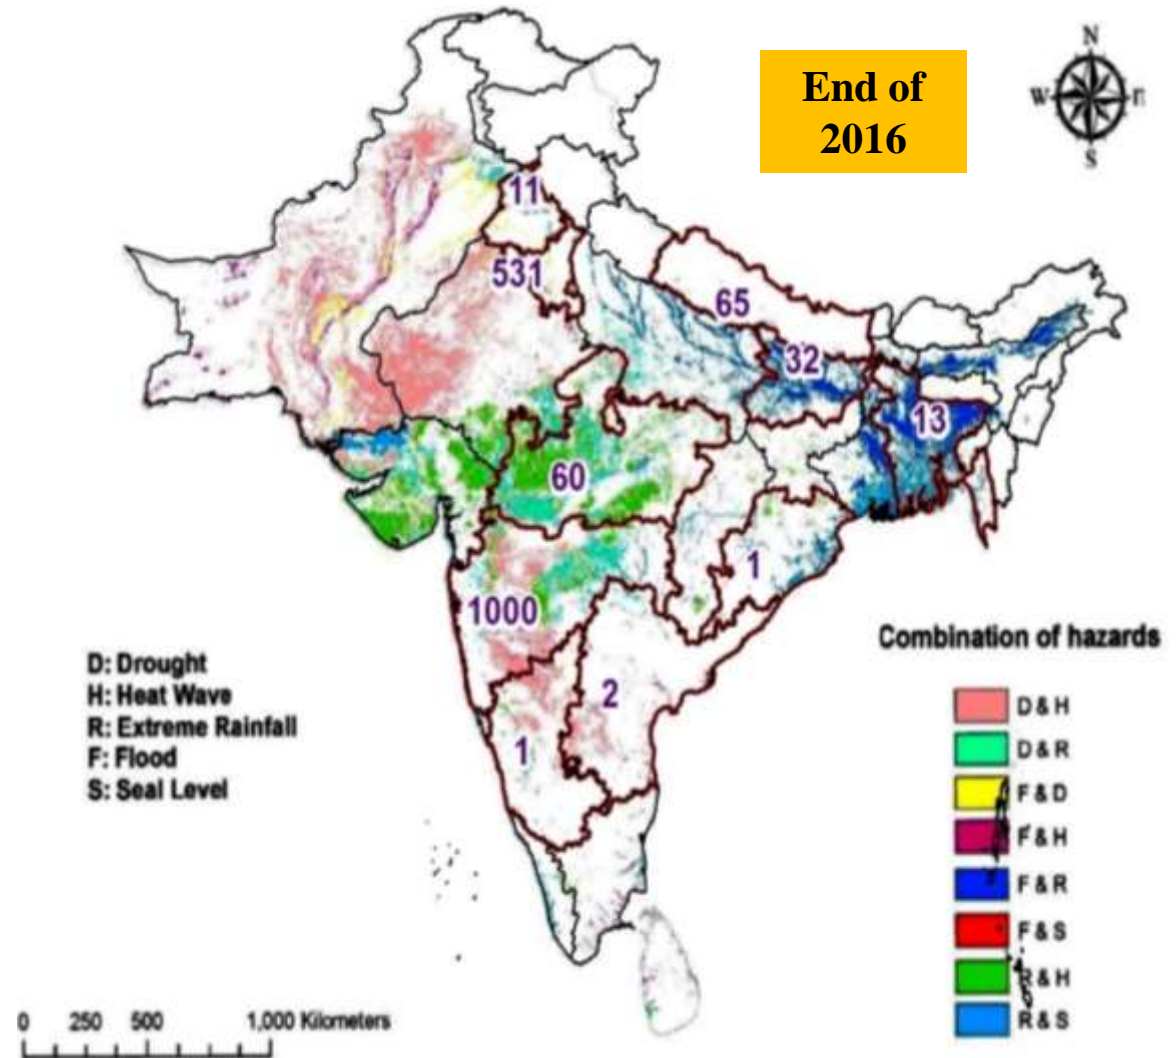 End of
2016
N
W
E
S
11
531
65
32
13
60
1
1000
2
1
D: Drought
H: Heat Wave
R: Extreme Rainfall
F: Flood
S: Seal Level
Combination of hazards
D & H
D & R
F & D
F & H
F & R
F & S
R & H
R & S
0 250 500 1,000 Kilometers